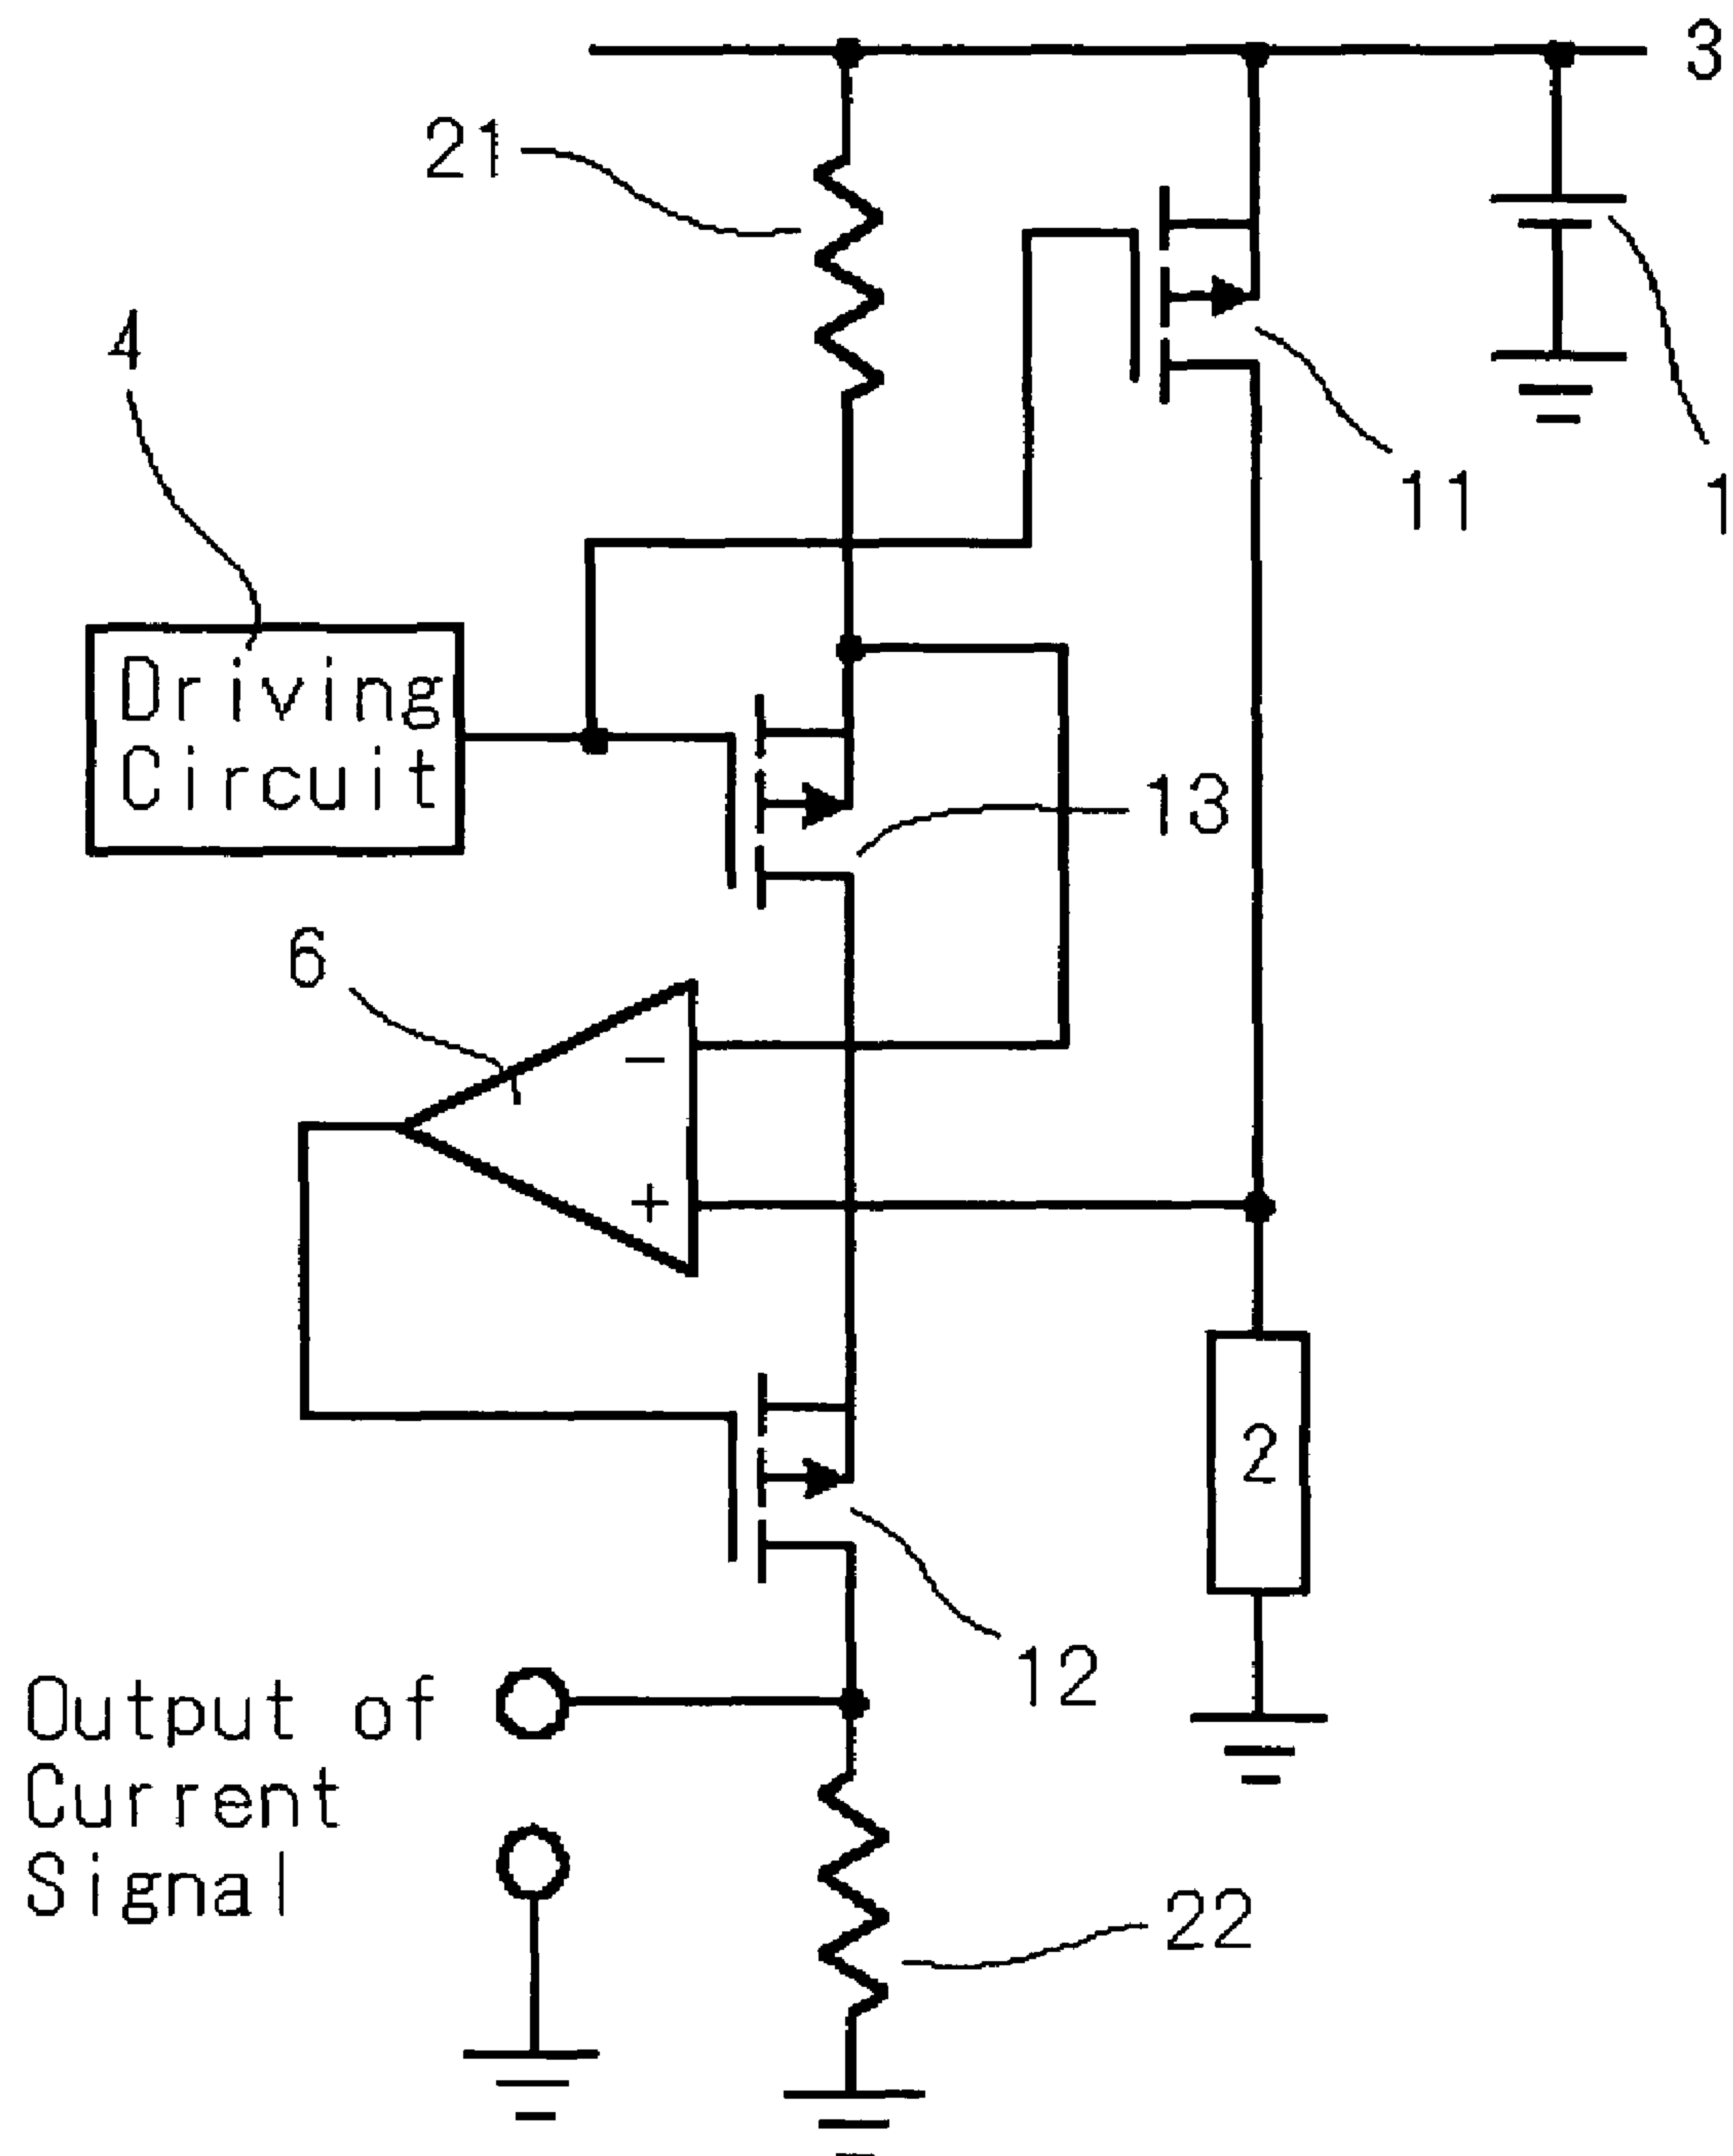 3
21
4
11
1
Driving
Circuit
13
6
−
+
2
12
Output of
Current
Signal
22